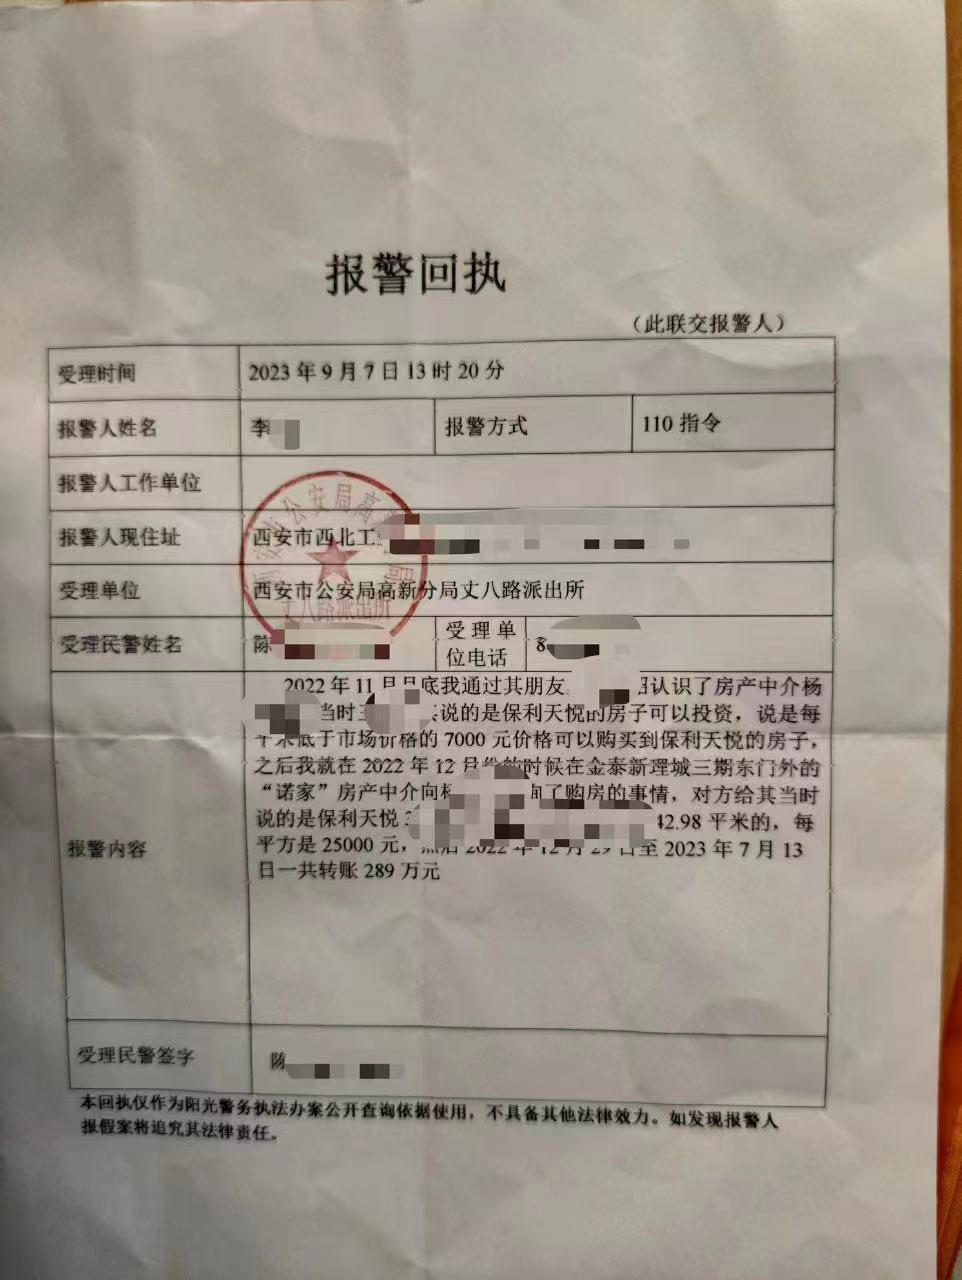 报警回执
（此联交报警人）
受理时间 2023 年 9 月 7 日 13 时 20 分
报警人姓名 李 报警方式 110 指令
报警人工作单位
报警人现住址 西安市西北工
受理单位 西安市公安局高新分局丈八路派出所
受理民警姓名 陈 受理单位电话 8
报警内容
2022 年 11 月月底我通过其朋友 绍认识了房产中介杨
当时 说的是保利天悦的房子可以投资，说是每
平米低于市场价格的 7000 元价格可以购买到保利天悦的房子，
之后我就在 2022 年 12 月份的时候在金泰新理城三期东门外的
“诺家”房产中介向杨 询了购房的事情，对方给其当时
说的是保利天悦 42.98 平米的，每
平方是 25000 元，然后 2022 年 12 月 29 日至 2023 年 7 月 13
日一共转账 289 万元
受理民警签字 陈
本回执仅作为阳光警务执法办案公开查询依据使用，不具备其他法律效力。如发现报警人
报假案将追究其法律责任。
公安局高
丈八路派出所